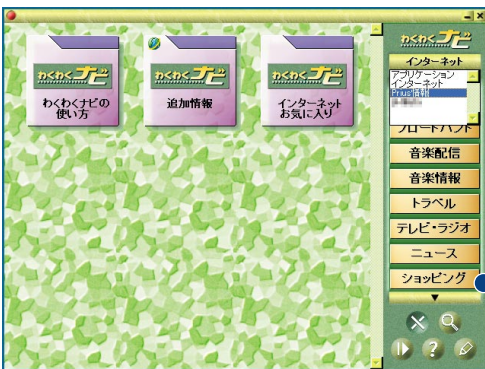 わくわくナビ
わくわくナビの
使い方
わくわくナビ
追加情報
わくわくナビ
インターネット
お気に入り
わくわくナビ
インターネット
アプリケーション
インターネット
Prius情報
ブロードバンド
音楽配信
音楽情報
トラベル
テレビ・ラジオ
ニュース
ショッピング